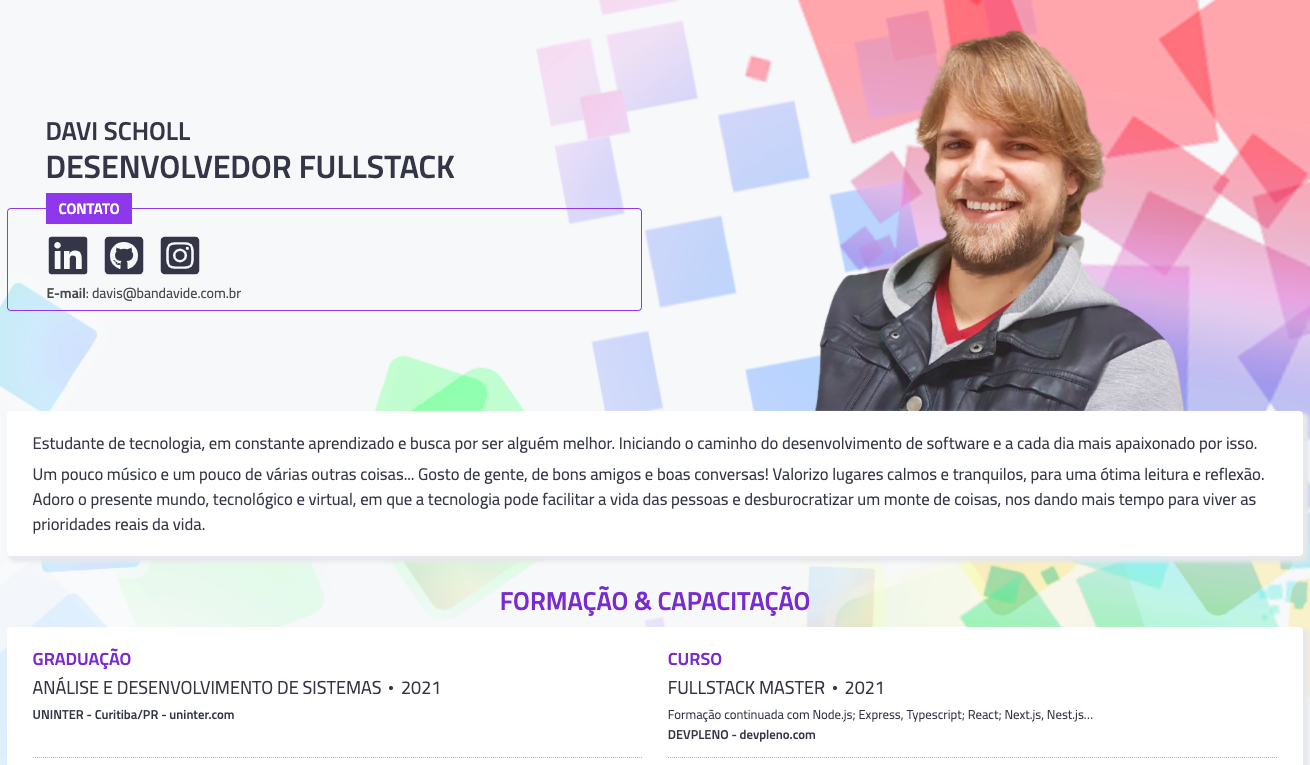 DAVI SCHOLL
DESENVOLVEDOR FULLSTACK
CONTATO
in
E-mail: davis@bandavide.com.br
Estudante de tecnologia, em constante aprendizado e busca por ser alguém melhor. Iniciando o caminho do desenvolvimento de software e a cada dia mais apaixonado por isso.
Um pouco músico e um pouco de várias outras coisas... Gosto de gente, de bons amigos e boas conversas! Valorizo lugares calmos e tranquilos, para uma ótima leitura e reflexão.
Adoro o presente mundo, tecnológico e virtual, em que a tecnologia pode facilitar a vida das pessoas e desburocratizar um monte de coisas, nos dando mais tempo para viver as
prioridades reais da vida.
FORMAÇÃO & CAPACITAÇÃO
GRADUAÇÃO
ANÁLISE E DESENVOLVIMENTO DE SISTEMAS • 2021
UNINTER - Curitiba/PR - uninter.com
CURSO
FULLSTACK MASTER • 2021
Formação continuada com Node.js; Express, Typescript; React; Next.js, Nest.js...
DEVPLENO - devpleno.com